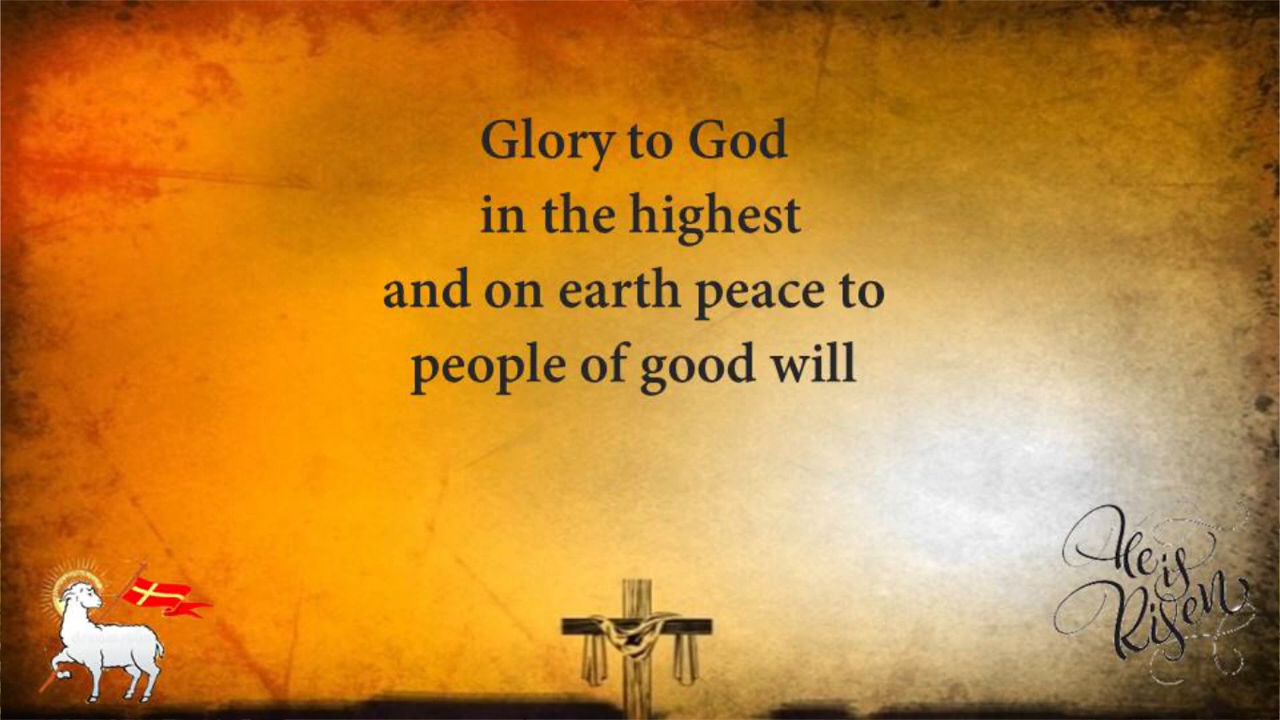 Glory to God
in the highest
and on earth peace to
people of good will
He is
Risen